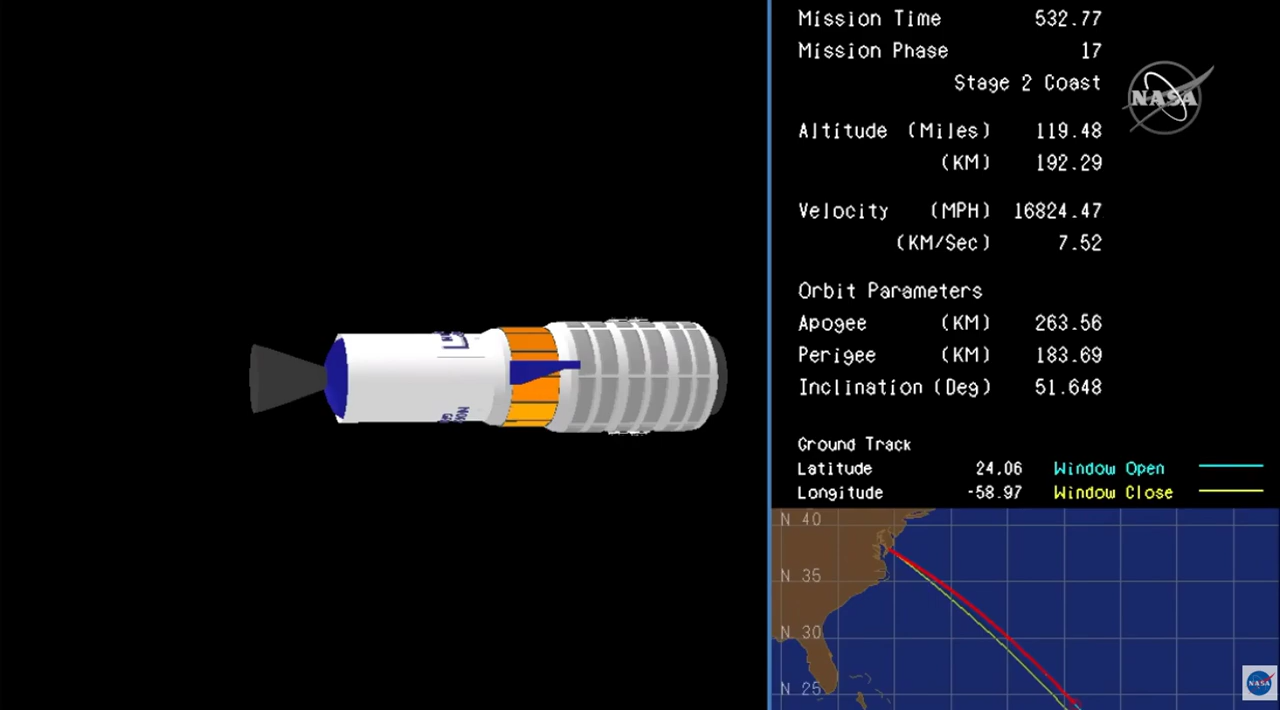 Mission Time 532.77
Mission Phase 17
Stage 2 Coast
NASA
Altitude (Miles) 119.48
(KM) 192.29
Velocity (MPH) 16824.47
(KM/Sec) 7.52
Orbit Parameters
Apogee (KM) 263.56
Perigee (KM) 183.69
Inclination (Deg) 51.648
Ground Track
Latitude 24.06 Window Open
Longitude -58.97 Window Close
N 40
N 35
N 30
N 25
NASA